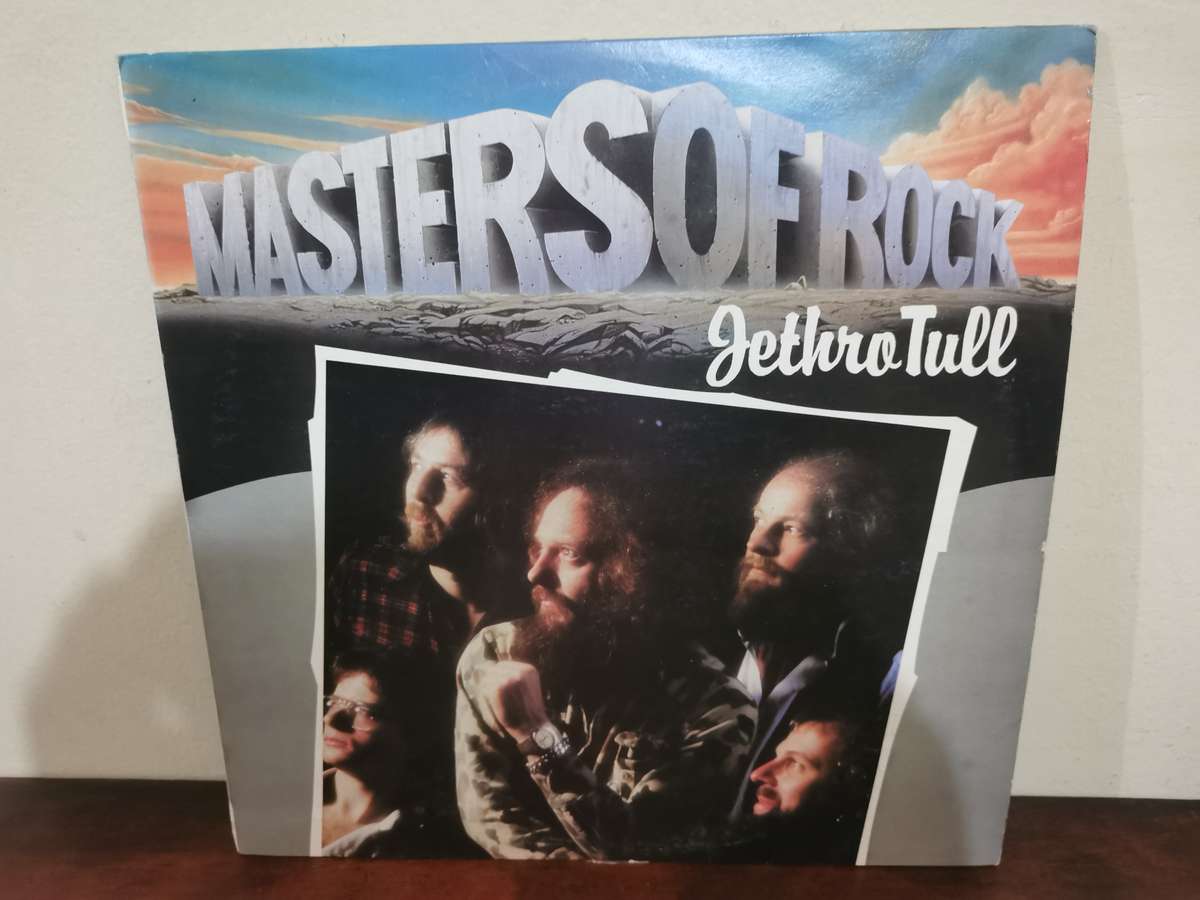 MASTERS OF ROCK
Jethro Tull